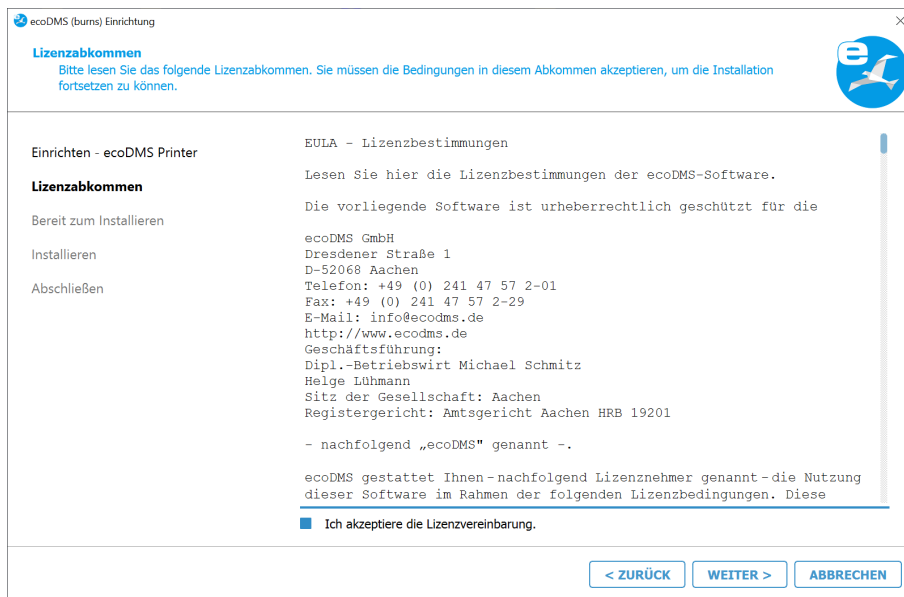 ecoDMS (burns) Einrichtung
Lizenzabkommen
Bitte lesen Sie das folgende Lizenzabkommen. Sie müssen die Bedingungen in diesem Abkommen akzeptieren, um die Installation
fortsetzen zu können.
e
Einrichten - ecoDMS Printer
Lizenzabkommen
Bereit zum Installieren
Installieren
Abschließen
EULA - Lizenzbestimmungen
Lesen Sie hier die Lizenzbestimmungen der ecoDMS-Software.
Die vorliegende Software ist urheberrechtlich geschützt für die
ecoDMS GmbH
Dresdener Straße 1
D-52068 Aachen
Telefon: +49 (0) 241 47 57 2-01
Fax: +49 (0) 241 47 57 2-29
E-Mail: info@ecodms.de
http://www.ecodms.de
Geschäftsführung:
Dipl.-Betriebswirt Michael Schmitz
Helge Lühmann
Sitz der Gesellschaft: Aachen
Registergericht: Amtsgericht Aachen HRB 19201
- nachfolgend „ecoDMS" genannt -.
ecoDMS gestattet Ihnen – nachfolgend Lizenznehmer genannt – die Nutzung
dieser Software im Rahmen der folgenden Lizenzbedingungen. Diese
Ich akzeptiere die Lizenzvereinbarung.
< ZURÜCK
WEITER >
ABBRECHEN